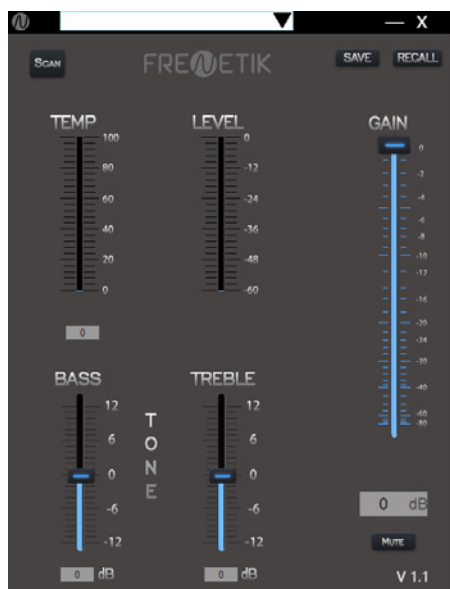 X
SCAN
FRENETIK
SAVE RECALL
TEMP
100
80
60
40
20
0
0
LEVEL
0
-12
-24
-36
-48
-60
GAIN
0
-2
-4
-6
-8
-10
-12
-16
-20
-24
-30
-40
-60
-80
BASS
12
6
0
-6
-12
0 dB
TONE
TREBLE
12
6
0
-6
-12
0 dB
0 dB
MUTE
V 1.1